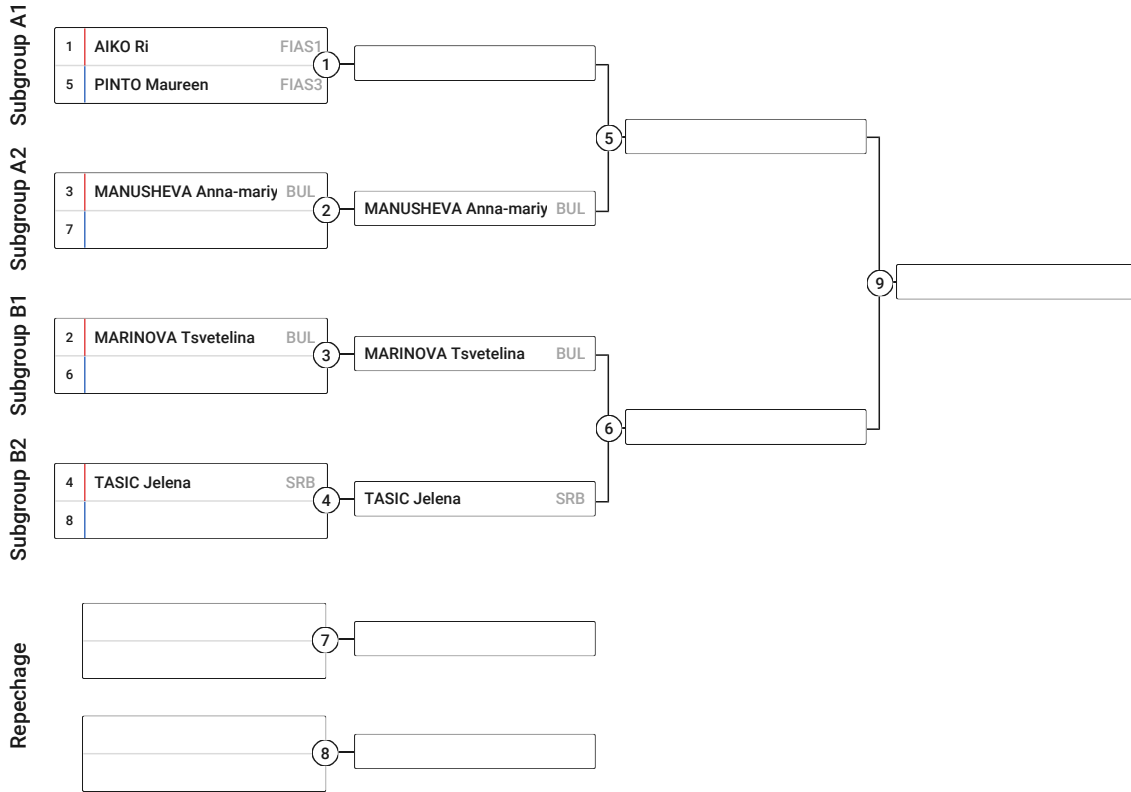 Subgroup A1
1 AIKO Ri FIAS1
5 PINTO Maureen FIAS3
1
5
Subgroup A2
3 MANUSHEVA Anna-mariy BUL
7
2
MANUSHEVA Anna-mariy BUL
9
Subgroup B1
2 MARINOVA Tsvetelina BUL
6
3
MARINOVA Tsvetelina BUL
6
Subgroup B2
4 TASIC Jelena SRB
8
4
TASIC Jelena SRB
Repechage
7
8